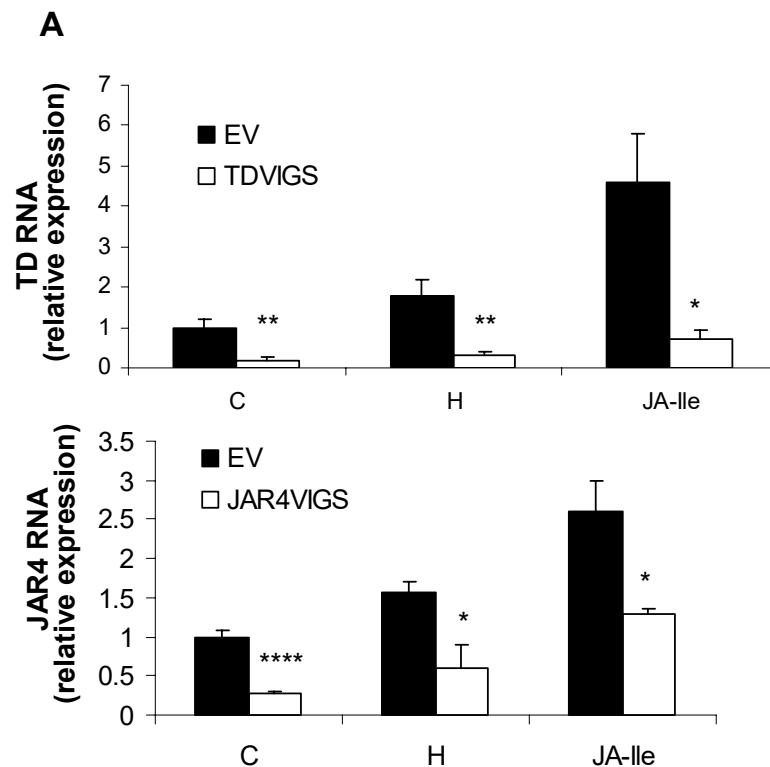 A
TD RNA
(relative expression)
7
6
5
4
3
2
1
0
EV
TDVIGS
**
**
*
C H JA-Ile
JAR4 RNA
(relative expression)
3.5
3
2.5
2
1.5
1
0.5
0
EV
JAR4VIGS
****
*
*
C H JA-Ile